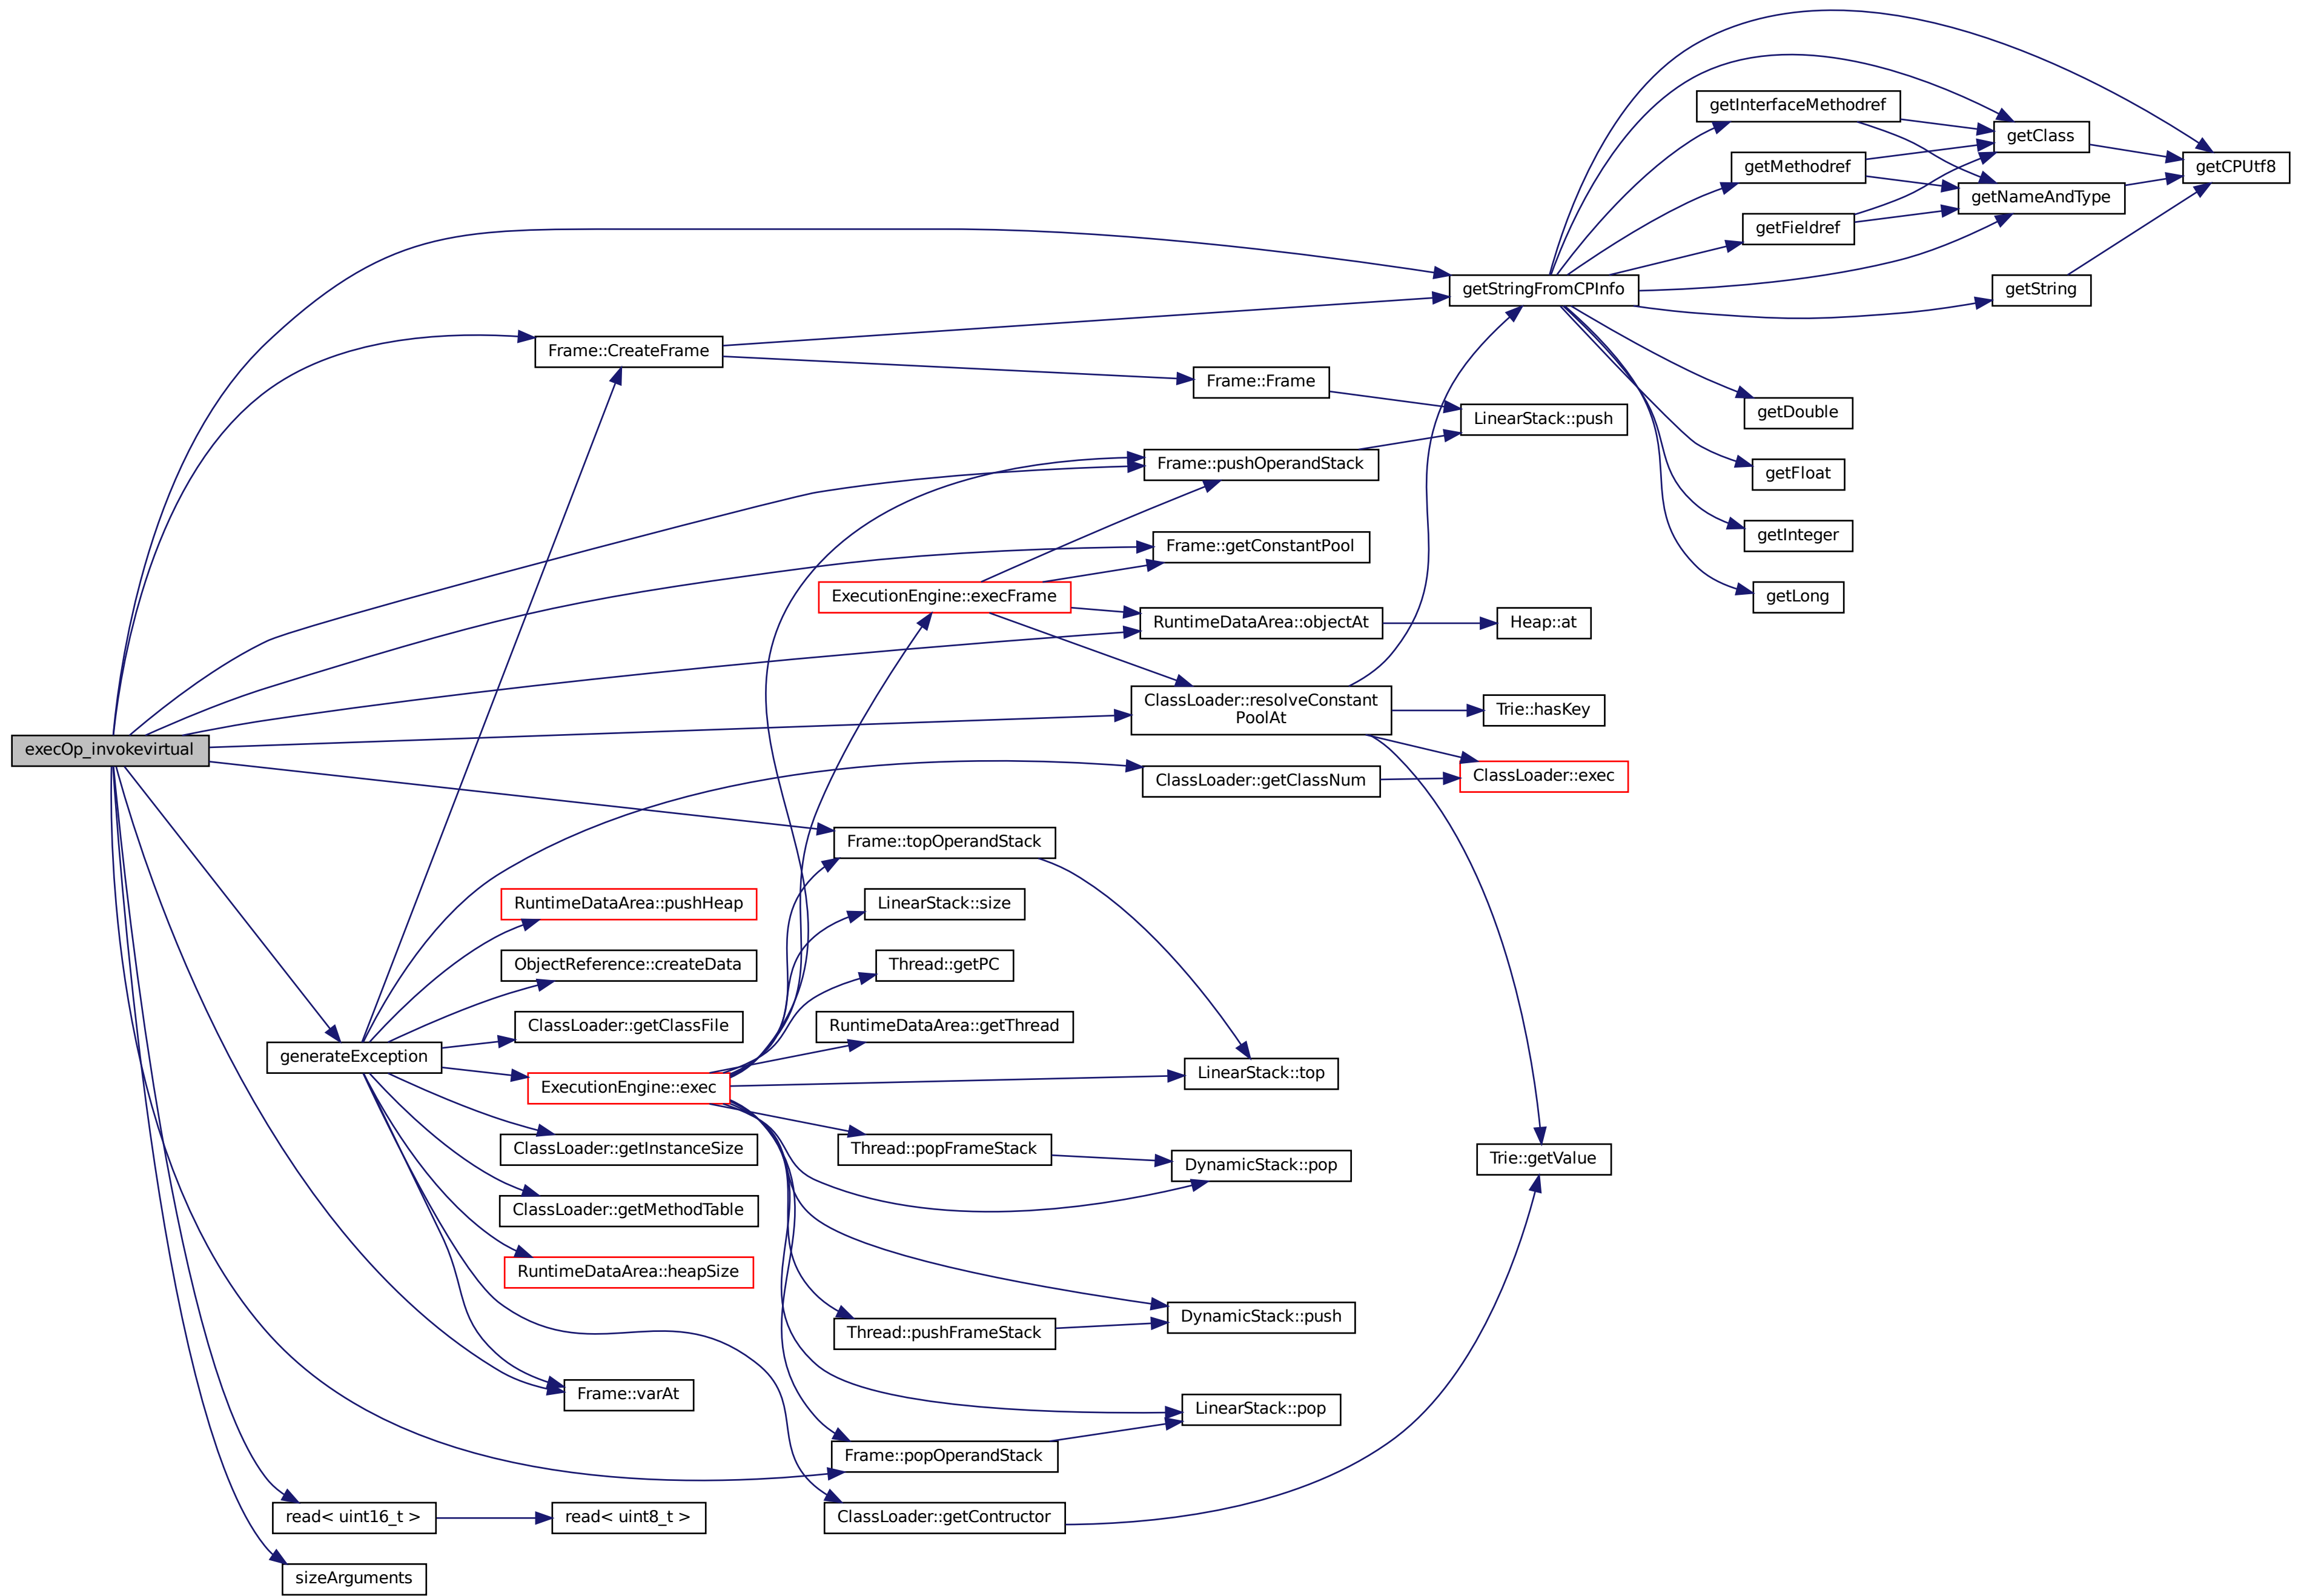 getInterfaceMethodref
getClass
getMethodref
getCPUtf8
getNameAndType
getFieldref
getStringFromCPInfo
getString
Frame::CreateFrame
Frame::Frame
getDouble
LinearStack::push
Frame::pushOperandStack
getFloat
getInteger
Frame::getConstantPool
ExecutionEngine::execFrame
getLong
RuntimeDataArea::objectAt
Heap::at
ClassLoader::resolveConstant
PoolAt
Trie::hasKey
execOp_invokevirtual
ClassLoader::getClassNum
ClassLoader::exec
Frame::topOperandStack
RuntimeDataArea::pushHeap
LinearStack::size
ObjectReference::createData
Thread::getPC
ClassLoader::getClassFile
RuntimeDataArea::getThread
generateException
ExecutionEngine::exec
LinearStack::top
ClassLoader::getInstanceSize
Thread::popFrameStack
DynamicStack::pop
Trie::getValue
ClassLoader::getMethodTable
RuntimeDataArea::heapSize
Thread::pushFrameStack
DynamicStack::push
Frame::varAt
LinearStack::pop
Frame::popOperandStack
read< uint16_t >
read< uint8_t >
ClassLoader::getContructor
sizeArguments